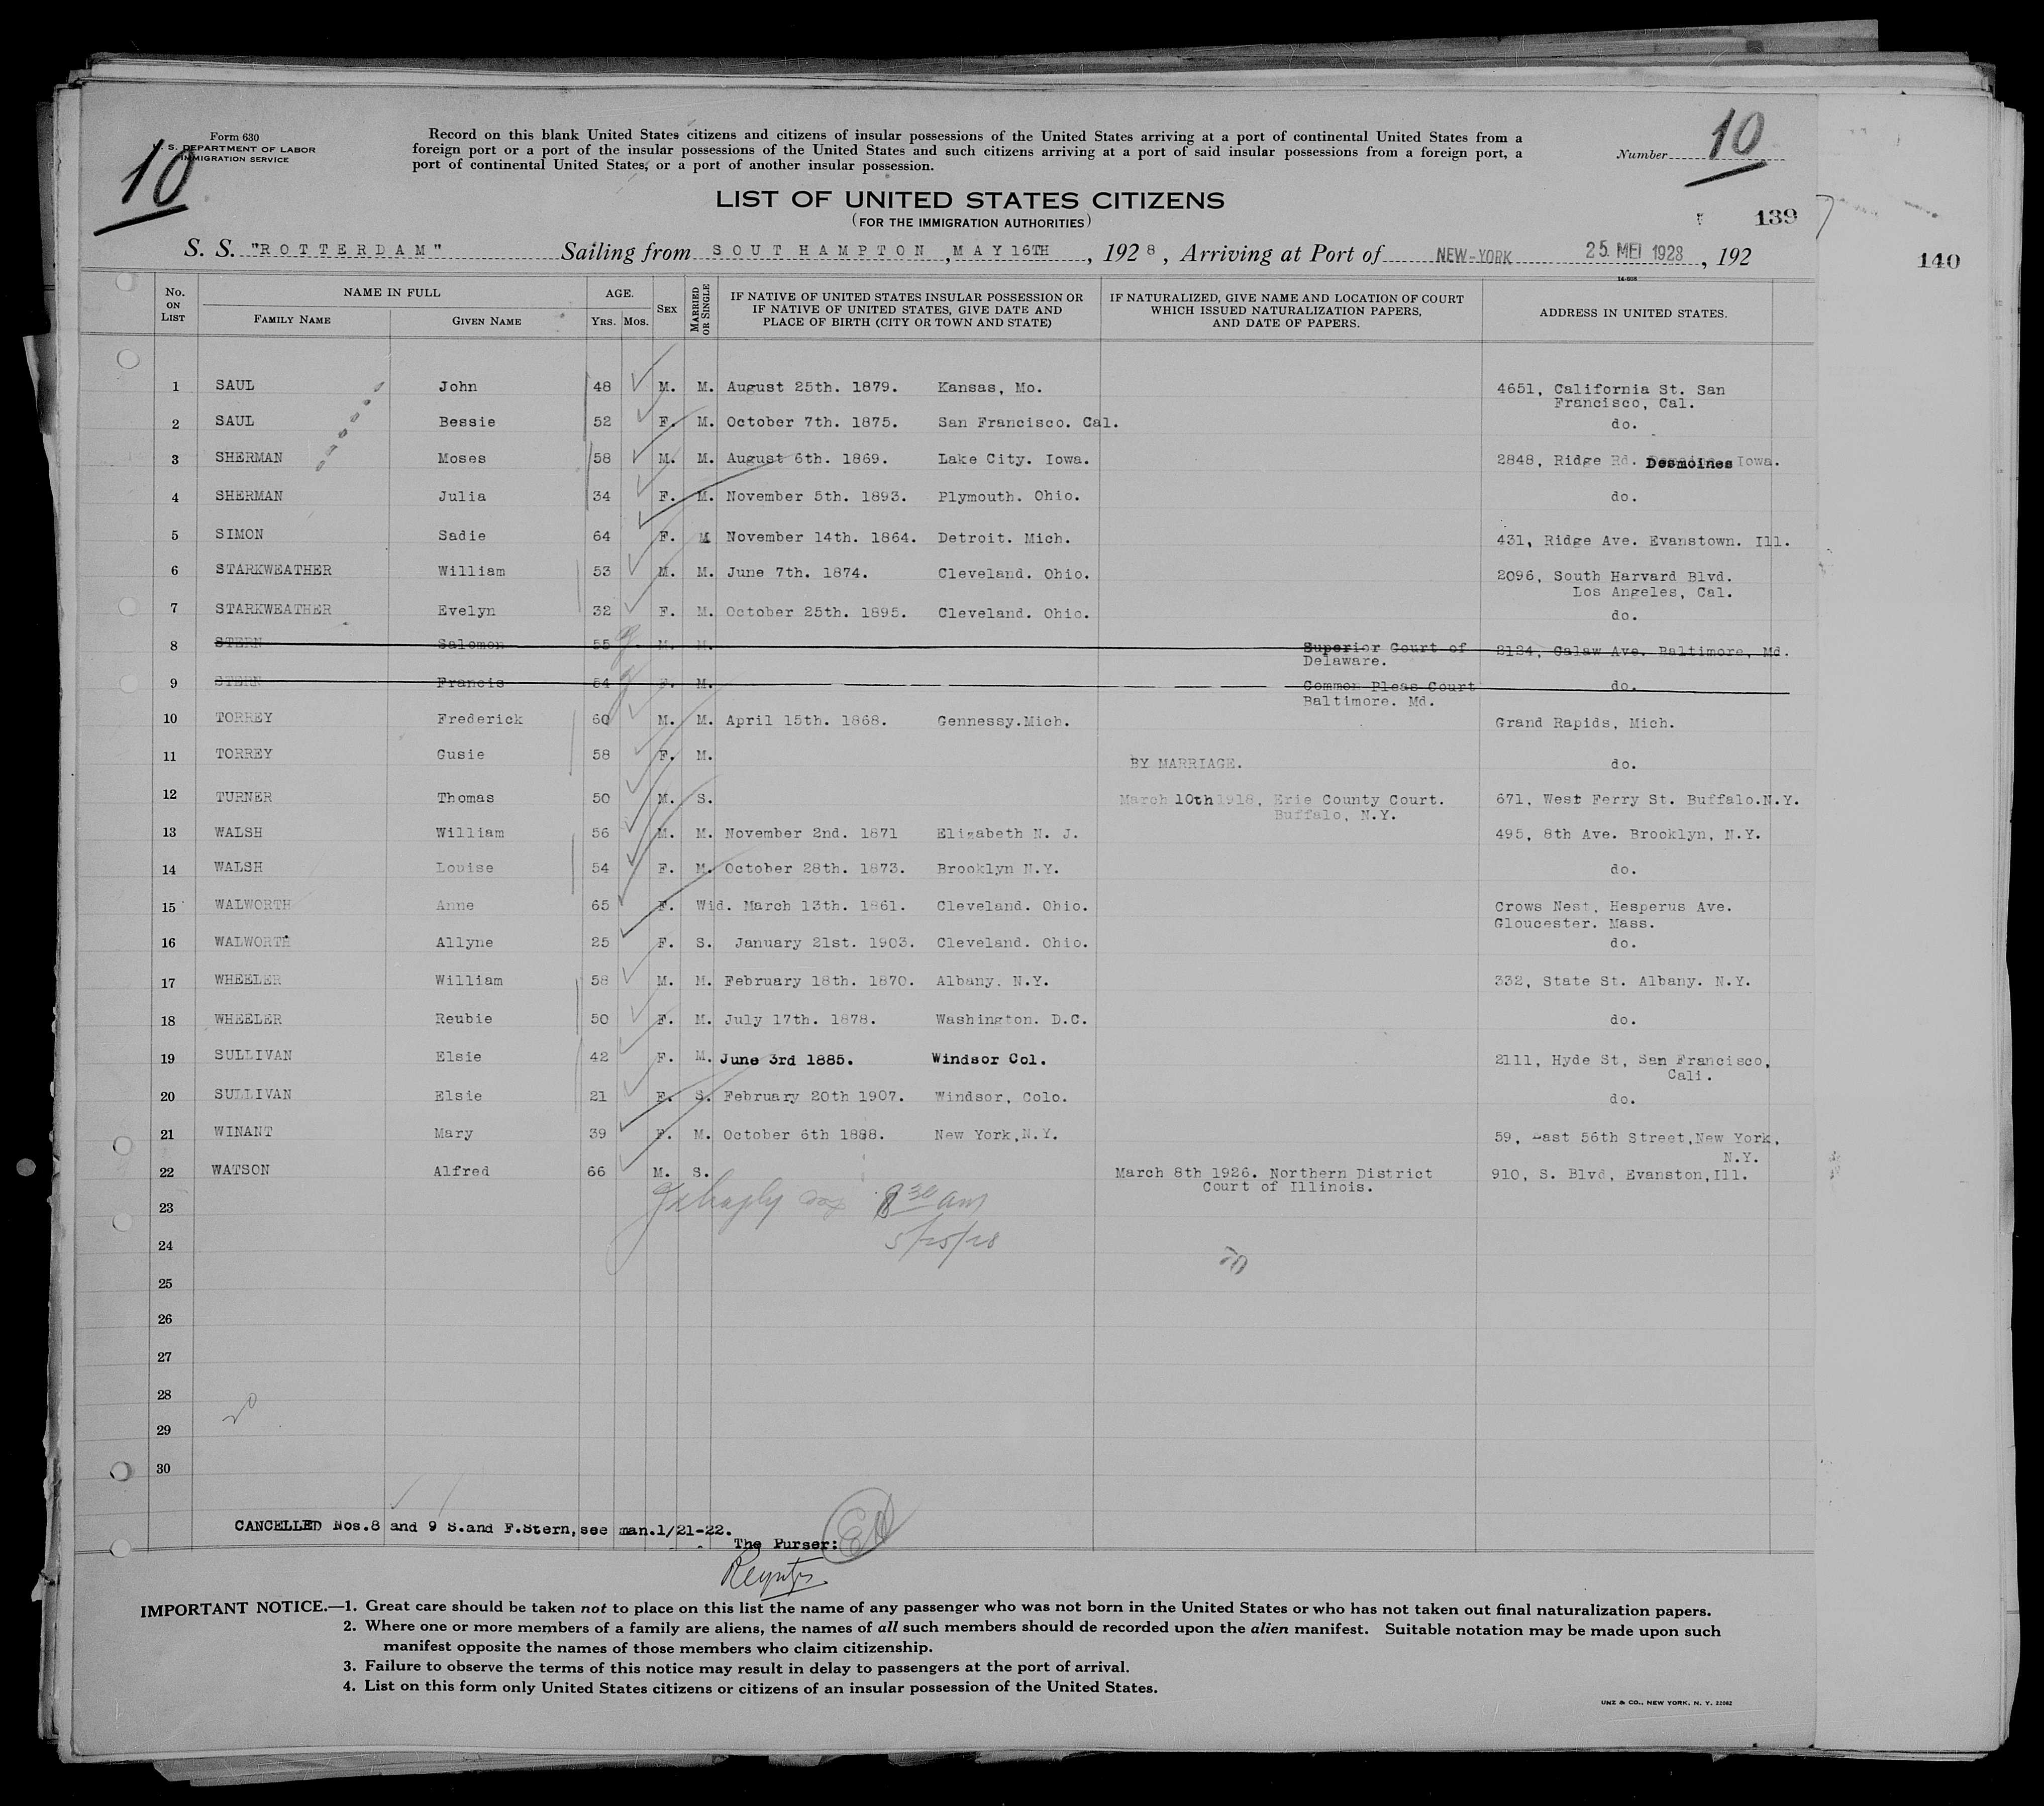 Form 630
U. S. DEPARTMENT OF LABOR
IMMIGRATION SERVICE
10
Record on this blank United States citizens and citizens of insular possessions of the United States arriving at a port of continental United States from a
foreign port or a port of the insular possessions of the United States and such citizens arriving at a port of said insular possessions from a foreign port, a
port of continental United States, or a port of another insular possession.
Number 10
LIST OF UNITED STATES CITIZENS
(FOR THE IMMIGRATION AUTHORITIES)
139
140
S. S. "ROTTERDAM" Sailing from SOUTHAMPTON, MAY 16TH, 1928, Arriving at Port of NEW-YORK 25 MEI 1928, 192
14-508
No. ON LIST NAME IN FULL FAMILY NAME GIVEN NAME AGE. YRS. MOS. SEX MARRIED OR SINGLE IF NATIVE OF UNITED STATES INSULAR POSSESSION OR IF NATIVE OF UNITED STATES, GIVE DATE AND PLACE OF BIRTH (CITY OR TOWN AND STATE) IF NATURALIZED, GIVE NAME AND LOCATION OF COURT WHICH ISSUED NATURALIZATION PAPERS, AND DATE OF PAPERS. ADDRESS IN UNITED STATES.
1 SAUL John 48 M. M. August 25th. 1879. Kansas, Mo. 4651, California St. San
Francisco, Cal.
2 SAUL Bessie 52 F. M. October 7th. 1875. San Francisco. Cal. do.
3 SHERMAN Moses 58 M. M. August 6th. 1869. Lake City. Iowa. 2848, Ridge Rd. Desmoines Iowa.
4 SHERMAN Julia 34 F. M. November 5th. 1893. Plymouth. Ohio. do.
5 SIMON Sadie 64 F. M November 14th. 1864. Detroit. Mich. 431, Ridge Ave. Evanstown. Ill.
6 STARKWEATHER William 53 M. M. June 7th. 1874. Cleveland. Ohio. 2096, South Harvard Blvd.
Los Angeles, Cal.
7 STARKWEATHER Evelyn 32 F. M. October 25th. 1895. Cleveland. Ohio. do.
8 STERN Salomon 55 M. M. Superior Court of 2124, Calaw Ave. Baltimore, Md.
Delaware.
9 STERN Francis 54 F. M. Common Pleas Court do.
Baltimore. Md.
10 TORREY Frederick 60 M. M. April 15th. 1868. Gennessy.Mich. Grand Rapids, Mich.
11 TORREY Gusie 58 F. M. BY MARRIAGE. do.
12 TURNER Thomas 50 M. S. March 10th 1918, Erie County Court. 671, West Ferry St. Buffalo.N.Y.
Buffalo, N.Y.
13 WALSH William 56 M. M. November 2nd. 1871 Elizabeth N. J. 495, 8th Ave. Brooklyn, N.Y.
14 WALSH Louise 54 F. M. October 28th. 1873. Brooklyn N.Y. do.
15 WALWORTH Anne 65 F. Wid. March 13th. 1861. Cleveland. Ohio. Crows Nest, Hesperus Ave.
Gloucester. Mass.
16 WALWORTH Allyne 25 F. S. January 21st. 1903. Cleveland. Ohio. do.
17 WHEELER William 58 M. M. February 18th. 1870. Albany. N.Y. 332, State St. Albany. N.Y.
18 WHEELER Reubie 50 F. M. July 17th. 1878. Washington. D.C. do.
19 SULLIVAN Elsie 42 F. M. June 3rd 1885. Windsor Col. 2111, Hyde St, San Francisco,
Cali.
20 SULLIVAN Elsie 21 F. S. February 20th 1907. Windsor, Colo. do.
21 WINANT Mary 39 F. M. October 6th 1888. New York,N.Y. 59, East 56th Street,New York,
N.Y.
22 WATSON Alfred 66 M. S. March 8th 1926. Northern District 910, S. Blvd, Evanston,Ill.
Court of Illinois.
23 8 30 am
24 5/25/28
70
25
26
27
28
29
30
CANCELLED Nos.8 and 9 S.and F.Stern,see man.1/21-22.
The Purser:
IMPORTANT NOTICE.—1. Great care should be taken not to place on this list the name of any passenger who was not born in the United States or who has not taken out final naturalization papers.
2. Where one or more members of a family are aliens, the names of all such members should de recorded upon the alien manifest. Suitable notation may be made upon such
manifest opposite the names of those members who claim citizenship.
3. Failure to observe the terms of this notice may result in delay to passengers at the port of arrival.
4. List on this form only United States citizens or citizens of an insular possession of the United States.
UNZ & CO., NEW YORK, N. Y. 22062